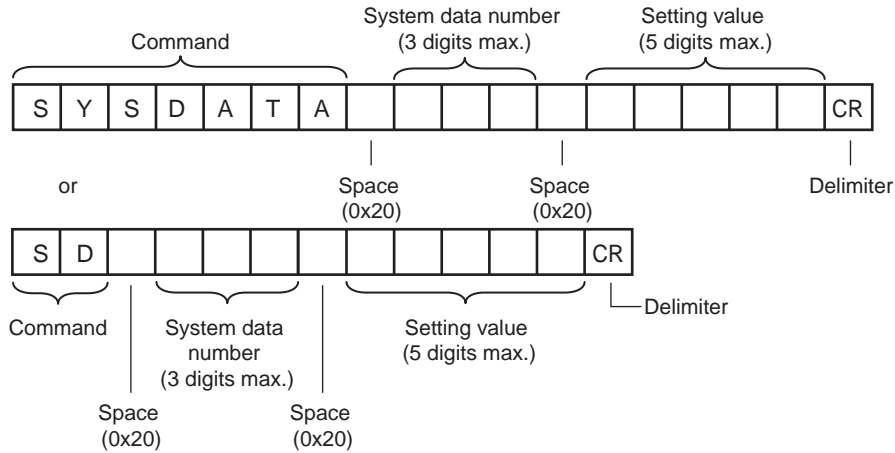 System data number
(3 digits max.)
Setting value
(5 digits max.)
Command
S Y S D A T A CR
or
Space
(0x20)
Space
(0x20)
Delimiter
S D CR
Delimiter
Command
System data
number
(3 digits max.)
Setting value
(5 digits max.)
Space
(0x20)
Space
(0x20)